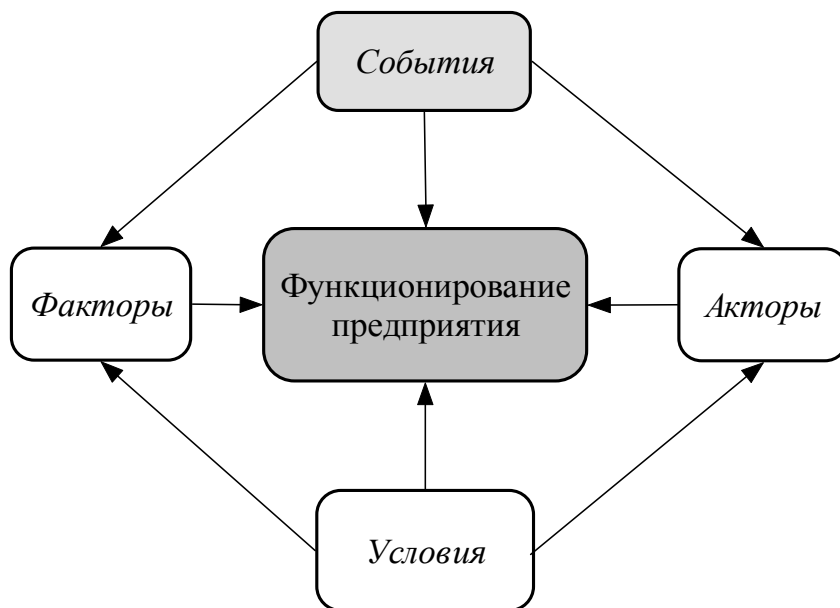 События
Факторы
Функционирование
предприятия
Акторы
Условия